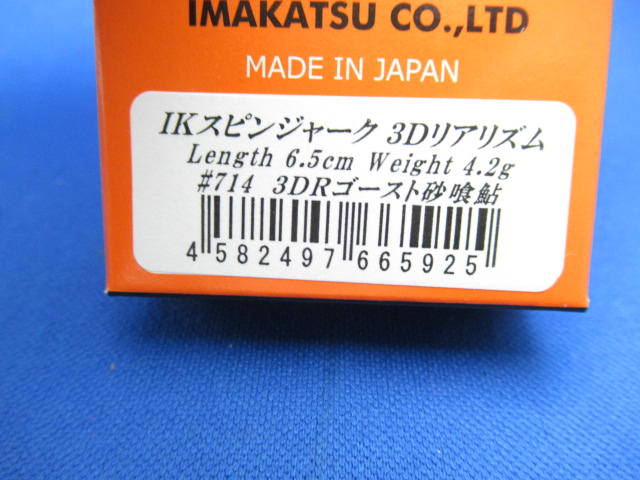 IMAKATSU CO.,LTD
MADE IN JAPAN
IKスピンジャーク 3Dリアリズム
Length 6.5cm Weight 4.2g
#714 3DRゴースト砂喰鮎
4 582497 665925